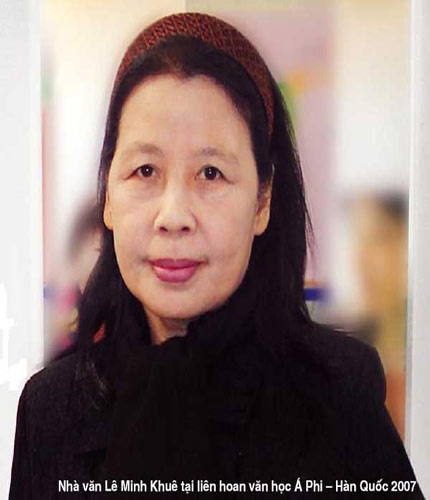 Nhà văn Lê Minh Khuê tại liên hoan văn học Á Phi – Hàn Quốc 2007